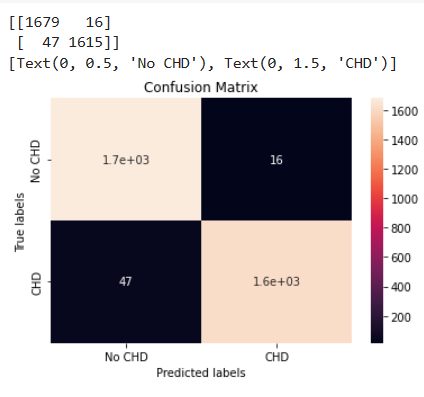 [[1679   16]
 [  47 1615]]
[Text(0, 0.5, 'No CHD'), Text(0, 1.5, 'CHD')]
Confusion Matrix
True labels
No CHD
CHD
1.7e+03
16
47
1.6e+03
No CHD
CHD
Predicted labels
1600
1400
1200
1000
800
600
400
200